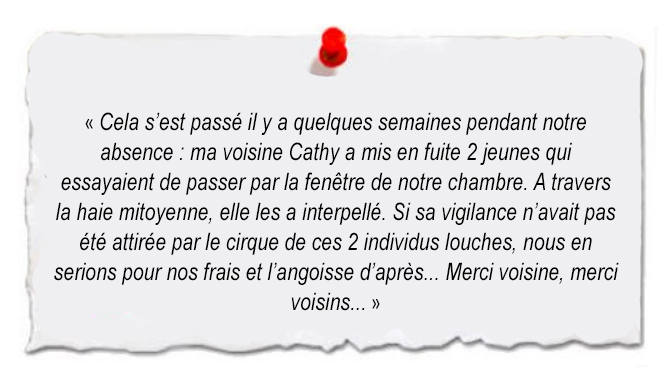 « Cela s’est passé il y a quelques semaines pendant notre
absence : ma voisine Cathy a mis en fuite 2 jeunes qui
essayaient de passer par la fenêtre de notre chambre. A travers
la haie mitoyenne, elle les a interpellé. Si sa vigilance n’avait pas
été attirée par le cirque de ces 2 individus louches, nous en
serions pour nos frais et l’angoisse d’après... Merci voisine, merci
voisins... »